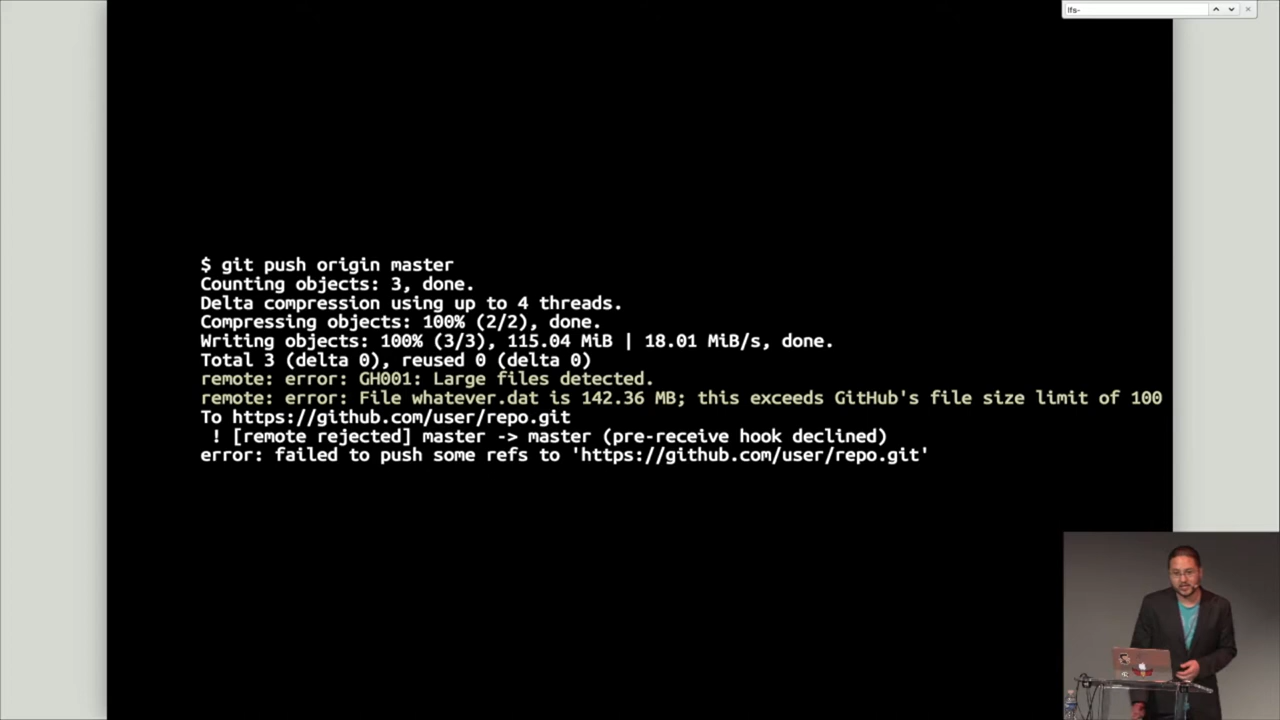 lfs-
$ git push origin master
Counting objects: 3, done.
Delta compression using up to 4 threads.
Compressing objects: 100% (2/2), done.
Writing objects: 100% (3/3), 115.04 MiB | 18.01 MiB/s, done.
Total 3 (delta 0), reused 0 (delta 0)
remote: error: GH001: Large files detected.
remote: error: File whatever.dat is 142.36 MB; this exceeds GitHub's file size limit of 100
To https://github.com/user/repo.git
! [remote rejected] master -> master (pre-receive hook declined)
error: failed to push some refs to 'https://github.com/user/repo.git'